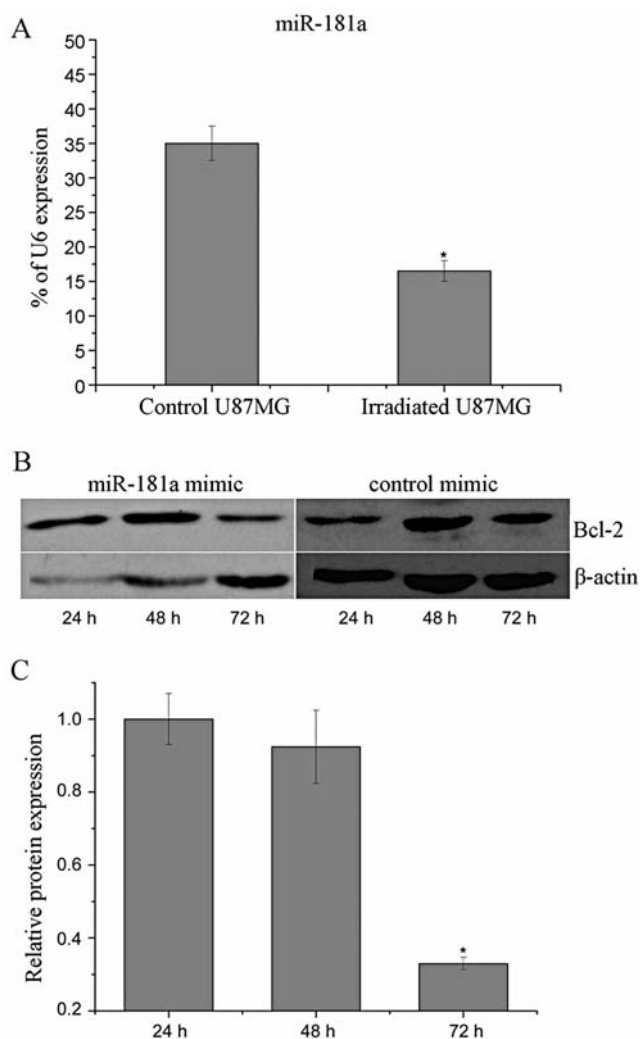 A
miR-181a
% of U6 expression
50
45
40
35
30
25
20
15
10
5
0
*
Control U87MG
Irradiated U87MG
B
miR-181a mimic
control mimic
Bcl-2
β-actin
24 h
48 h
72 h
24 h
48 h
72 h
C
Relative protein expression
1.0
0.8
0.6
0.4
0.2
*
24 h
48 h
72 h